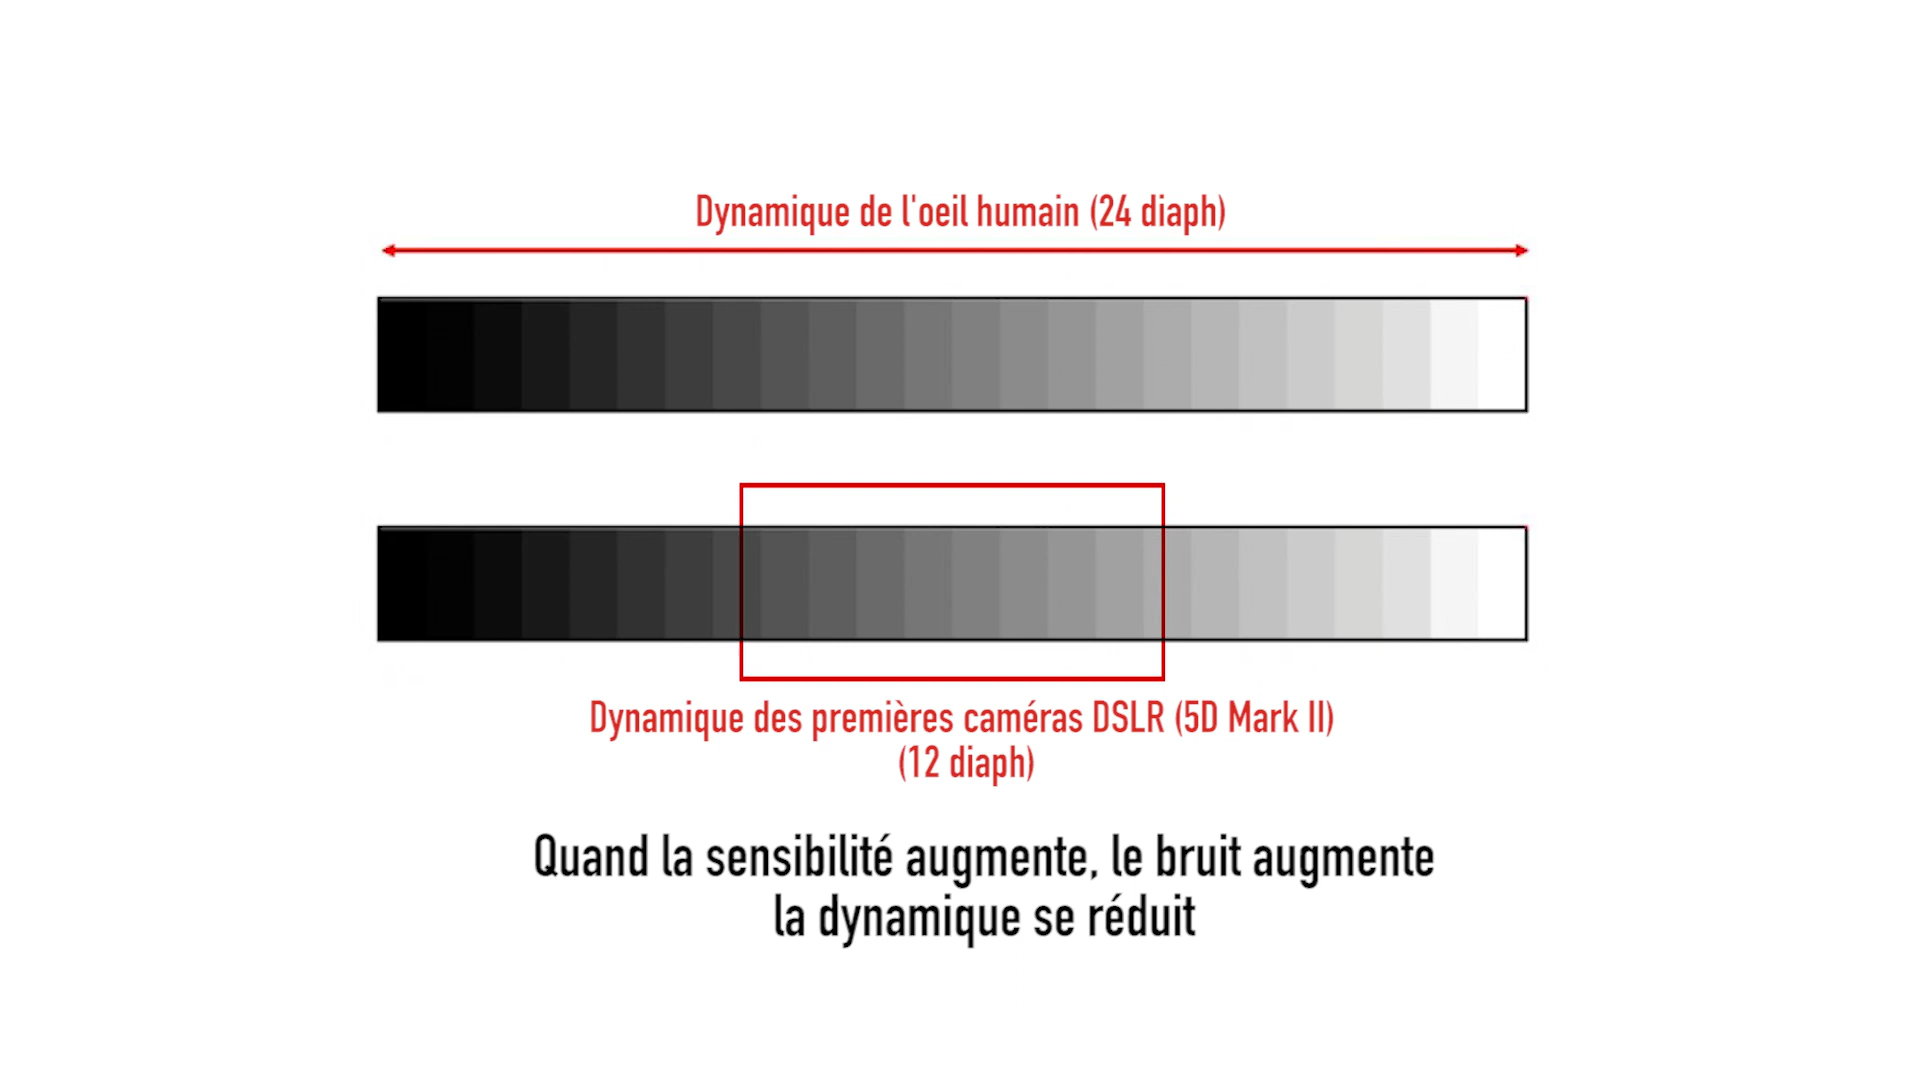 Dynamique de l'oeil humain (24 diaph)
Dynamique des premières caméras DSLR (5D Mark II)
(12 diaph)
Quand la sensibilité augmente, le bruit augmente
la dynamique se réduit